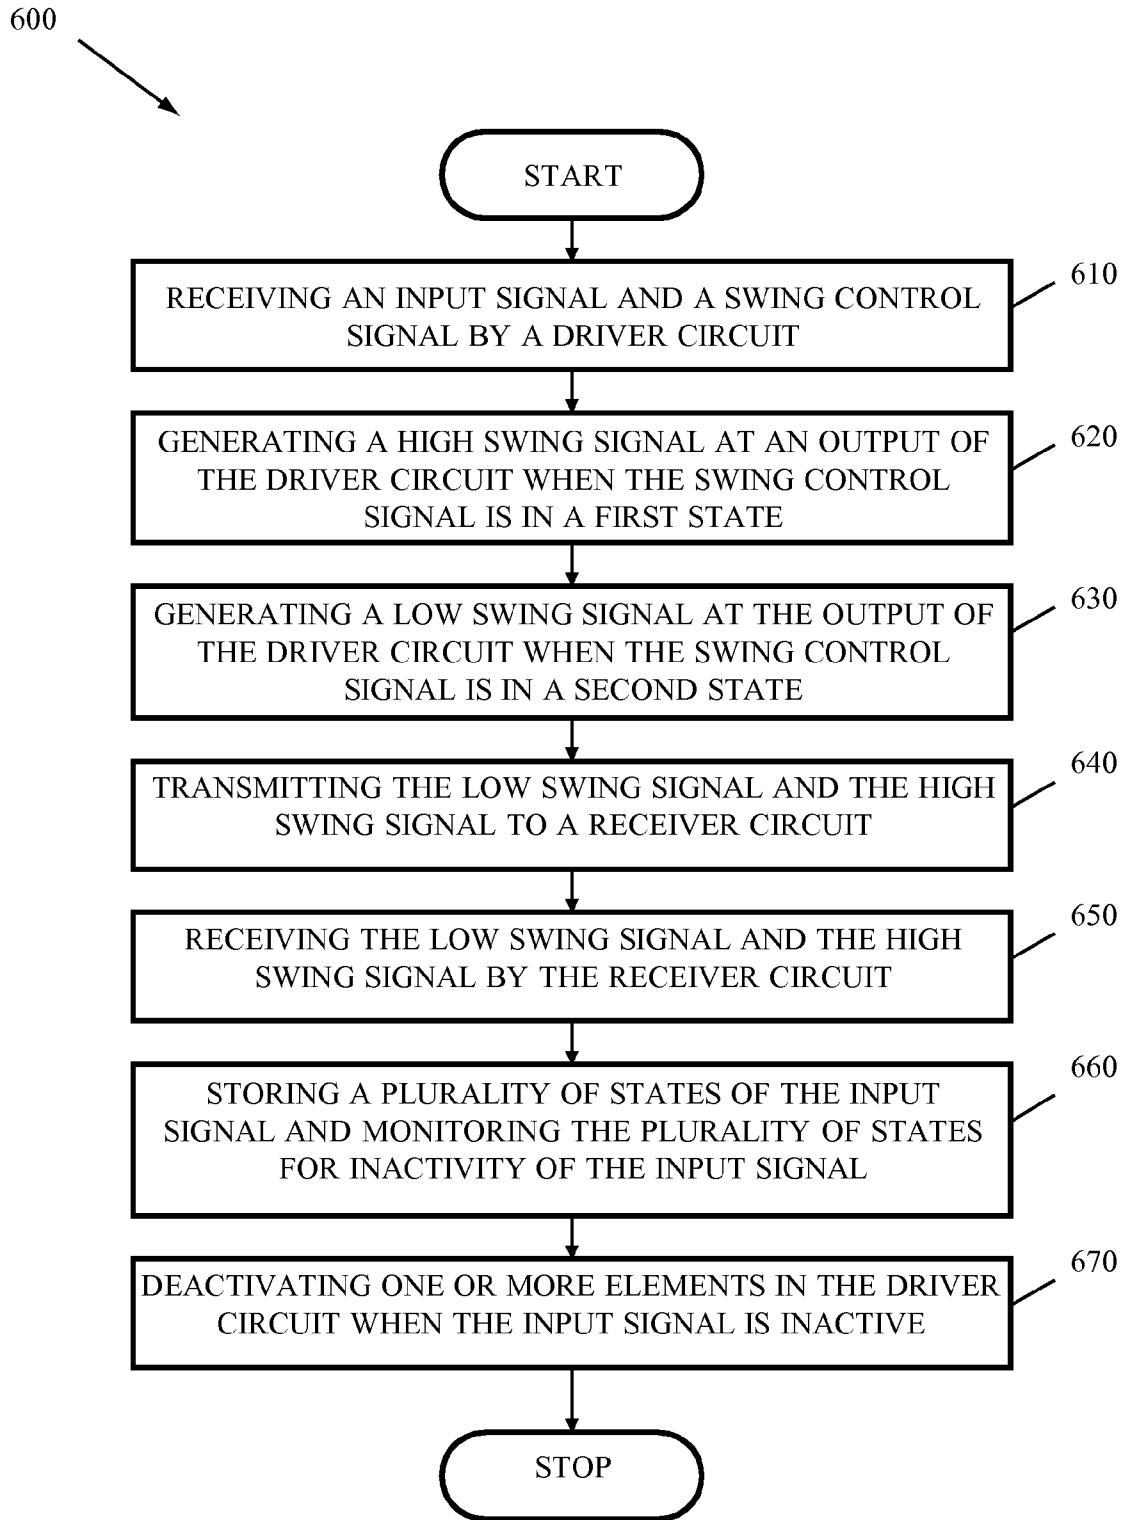 600
START
610
RECEIVING AN INPUT SIGNAL AND A SWING CONTROL
SIGNAL BY A DRIVER CIRCUIT
620
GENERATING A HIGH SWING SIGNAL AT AN OUTPUT OF
THE DRIVER CIRCUIT WHEN THE SWING CONTROL
SIGNAL IS IN A FIRST STATE
630
GENERATING A LOW SWING SIGNAL AT THE OUTPUT OF
THE DRIVER CIRCUIT WHEN THE SWING CONTROL
SIGNAL IS IN A SECOND STATE
640
TRANSMITTING THE LOW SWING SIGNAL AND THE HIGH
SWING SIGNAL TO A RECEIVER CIRCUIT
650
RECEIVING THE LOW SWING SIGNAL AND THE HIGH
SWING SIGNAL BY THE RECEIVER CIRCUIT
660
STORING A PLURALITY OF STATES OF THE INPUT
SIGNAL AND MONITORING THE PLURALITY OF STATES
FOR INACTIVITY OF THE INPUT SIGNAL
670
DEACTIVATING ONE OR MORE ELEMENTS IN THE DRIVER
CIRCUIT WHEN THE INPUT SIGNAL IS INACTIVE
STOP